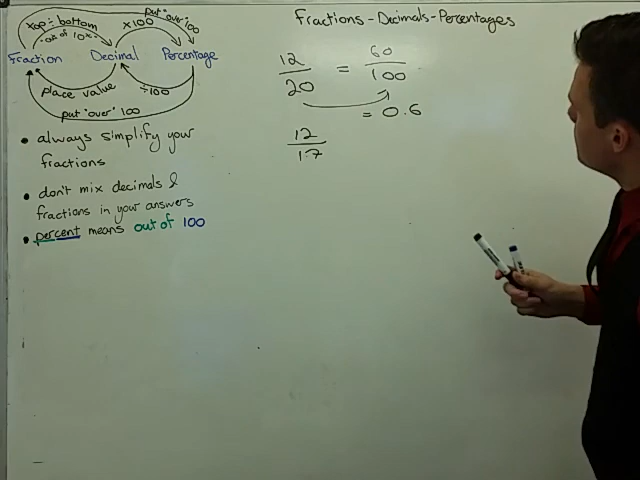 Fractions-Decimals-Percentages
put "over" 100
top ÷ bottom
"out of 10x"
x100
Fraction Decimal Percentage
place value
÷100
put "over" 100
• always simplify your
fractions
• don't mix decimals &
fractions in your answers
• percent means out of 100
12/20 = 60/100
= 0.6
12/17